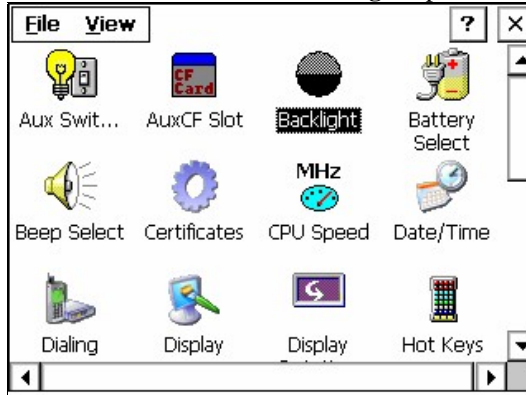 File View ?
CF
Card
Aux Swit...
AuxCF Slot
Backlight
Battery
Select
MHz
Beep Select
Certificates
CPU Speed
Date/Time
Dialing
Display
Display
Hot Keys